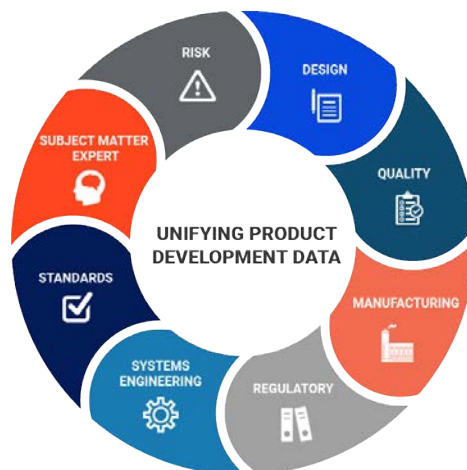 RISK
DESIGN
SUBJECT MATTER
EXPERT
QUALITY
UNIFYING PRODUCT
DEVELOPMENT DATA
STANDARDS
MANUFACTURING
SYSTEMS
ENGINEERING
REGULATORY